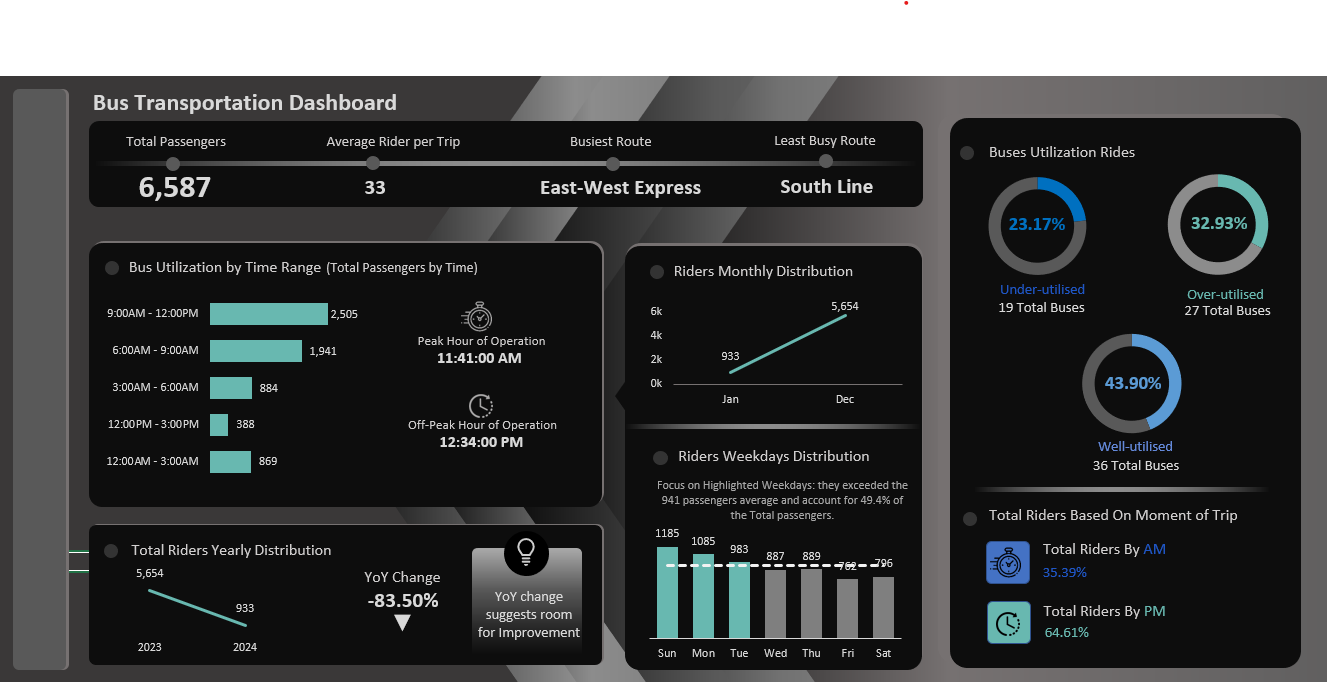 Bus Transportation Dashboard
Total Passengers
6,587
Average Rider per Trip
33
Busiest Route
East-West Express
Least Busy Route
South Line
Bus Utilization by Time Range (Total Passengers by Time)
9:00AM - 12:00PM
2,505
6:00AM - 9:00AM
1,941
3:00AM - 6:00AM
884
12:00PM - 3:00PM
388
12:00AM - 3:00AM
869
Peak Hour of Operation
11:41:00 AM
Off-Peak Hour of Operation
12:34:00 PM
Total Riders Yearly Distribution
5,654
933
2023
2024
YoY Change
-83.50%
YoY change
suggests room
for Improvement
Riders Monthly Distribution
6k
4k
2k
0k
933
5,654
Jan
Dec
Riders Weekdays Distribution
Focus on Highlighted Weekdays: they exceeded the
941 passengers average and account for 49.4% of
the Total passengers.
1185
1085
983
887
889
762
796
Sun
Mon
Tue
Wed
Thu
Fri
Sat
Buses Utilization Rides
23.17%
Under-utilised
19 Total Buses
32.93%
Over-utilised
27 Total Buses
43.90%
Well-utilised
36 Total Buses
Total Riders Based On Moment of Trip
Total Riders By AM
35.39%
Total Riders By PM
64.61%